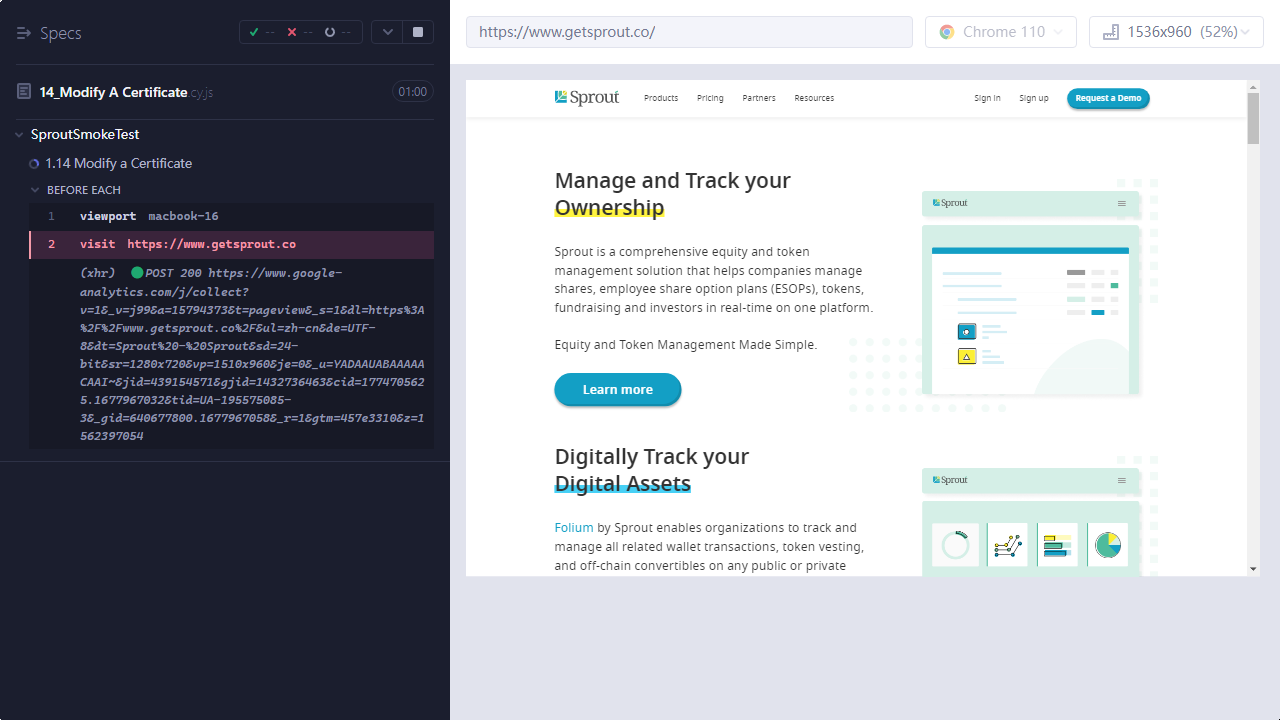 Specs
-- -- --
14_Modify A Certificate.cy.js 01:00
SproutSmokeTest
1.14 Modify a Certificate
BEFORE EACH
1 viewport macbook-16
2 visit https://www.getsprout.co
(xhr) POST 200 https://www.google-
analytics.com/j/collect?
v=1&_v=j99&a=15794373&t=pageview&_s=1&dl=https%3A
%2F%2Fwww.getsprout.co%2F&ul=zh-cn&de=UTF-
8&dt=Sprout%20-%20Sprout&sd=24-
bit&sr=1280x720&vp=1510x960&je=0&_u=YADAAUABAAAAA
CAAI~&jid=439154571&gjid=1432736463&cid=177470562
5.1677967032&tid=UA-195575085-
3&_gid=640677800.1677967058&_r=1&gtm=457e3310&z=1
562397054
https://www.getsprout.co/
Chrome 110
1536x960 (52%)
Sprout Products Pricing Partners Resources Sign in Sign up Request a Demo
Manage and Track your
Ownership
Sprout is a comprehensive equity and token
management solution that helps companies manage
shares, employee share option plans (ESOPs), tokens,
fundraising and investors in real-time on one platform.
Equity and Token Management Made Simple.
Learn more
Sprout
Digitally Track your
Digital Assets
Folium by Sprout enables organizations to track and
manage all related wallet transactions, token vesting,
and off-chain convertibles on any public or private
Sprout